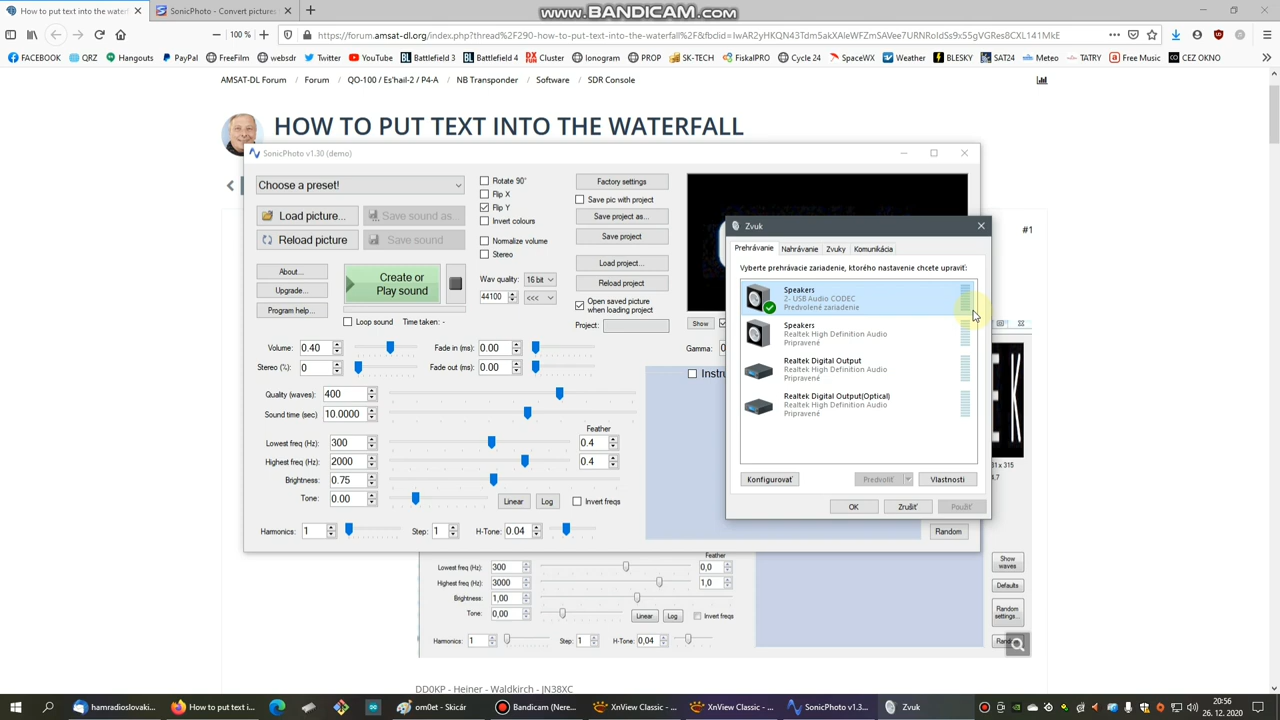 How to put text into the waterfall
SonicPhoto - Convert pictures
www.BANDICAM.com
100 %
https://forum.amsat-dl.org/index.php?thread%2F290-how-to-put-text-into-the-waterfall%2F&fbclid=IwAR2yHKQN43Tdm5akXAleWFZmSAVee7URNRoIdSs9x55gVGRes8CXL141MkE
FACEBOOK QRZ Hangouts PayPal FreeFilm websdr Twitter YouTube Battlefield 3 Battlefield 4 Cluster Ionogram PROP SK-TECH FiskalPRO Cycle 24 SpaceWX Weather BLESKY SAT24 Meteo TATRY Free Music CEZ OKNO
AMSAT-DL Forum Forum QO-100 / Es'hail-2 / P4-A NB Transponder Software SDR Console
HOW TO PUT TEXT INTO THE WATERFALL
#1
SonicPhoto v1.30 (demo)
Choose a preset!
Load picture...
Save sound as...
Reload picture
Save sound
About...
Upgrade...
Program help...
Create or
Play sound
Loop sound
Time taken: -
Rotate 90°
Flip X
Flip Y
Invert colours
Normalize volume
Stereo
Wav quality: 16 bit
44100 <<<
Factory settings
Save pic with project
Save project as...
Save project
Load project...
Reload project
Open saved picture
when loading project
Project:
Show
Gamma:
Volume: 0.40
Fade in (ms): 0.00
Stereo (%): 0
Fade out (ms): 0.00
Quality (waves): 400
Sound time (sec) 10.0000
Feather
Lowest freq (Hz): 300 0.4
Highest freq (Hz): 2000 0.4
Brightness: 0.75
Tone: 0.00
Linear Log Invert freqs
Harmonics: 1 Step: 1 H-Tone: 0.04
Random
Zvuk
Prehrávanie Nahrávanie Zvuky Komunikácia
Vyberte prehrávacie zariadenie, ktorého nastavenie chcete upraviť:
Speakers
2- USB Audio CODEC
Predvolené zariadenie
Speakers
Realtek High Definition Audio
Pripravené
Realtek Digital Output
Realtek High Definition Audio
Pripravené
Realtek Digital Output(Optical)
Realtek High Definition Audio
Pripravené
Konfigurovať Predvoliť Vlastnosti
OK Zrušiť Použiť
Feather
Lowest freq (Hz): 300 0,0
Highest freq (Hz): 3000 1,0
Brightness: 1,00
Tone: 0,00
Linear Log Invert freqs
Harmonics: 1 Step: 1 H-Tone: 0,04
Show
waves
Defaults
Random
settings...
DD0KP - Heiner - Waldkirch - JN38XC
hamradioslovaki...
Firefox How to put text i...
om0et - Skicár
Bandicam (Nere...
XnView Classic - ...
XnView Classic - ...
SonicPhoto v1.3...
Zvuk
20:56
26. 12. 2020